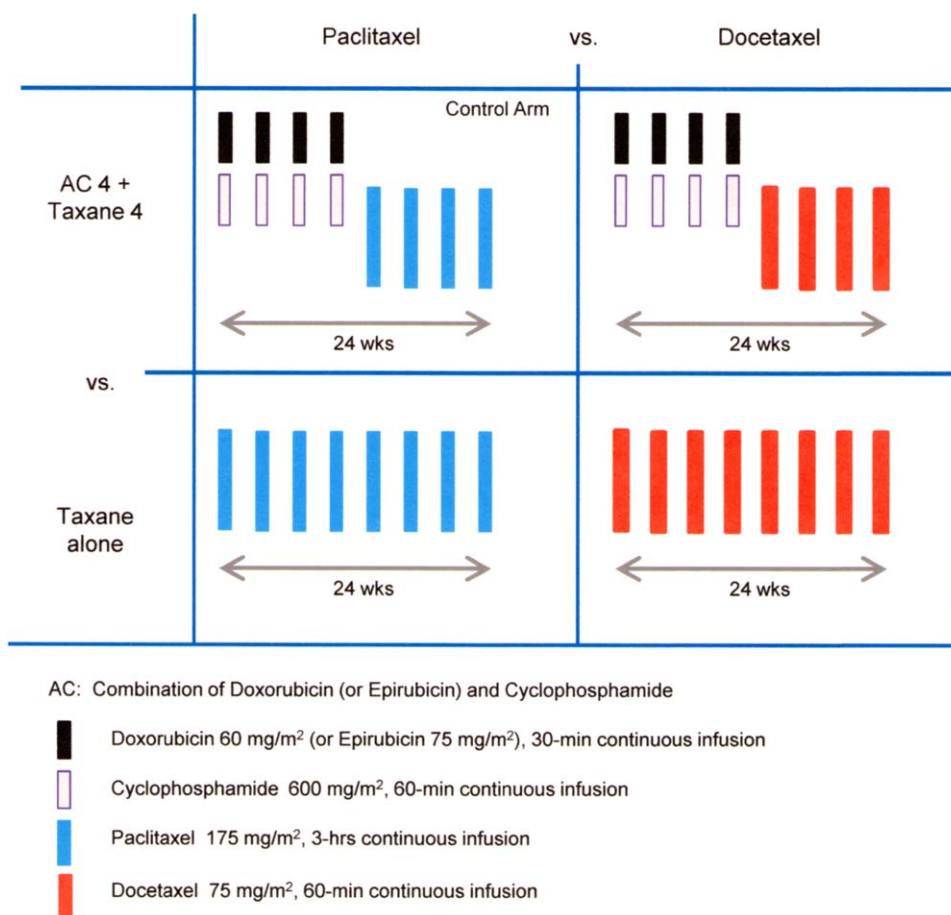 Paclitaxel vs. Docetaxel
Control Arm
AC 4 +
Taxane 4
24 wks
24 wks
vs.
Taxane
alone
24 wks
24 wks
AC: Combination of Doxorubicin (or Epirubicin) and Cyclophosphamide
Doxorubicin 60 mg/m² (or Epirubicin 75 mg/m²), 30-min continuous infusion
Cyclophosphamide 600 mg/m², 60-min continuous infusion
Paclitaxel 175 mg/m², 3-hrs continuous infusion
Docetaxel 75 mg/m², 60-min continuous infusion